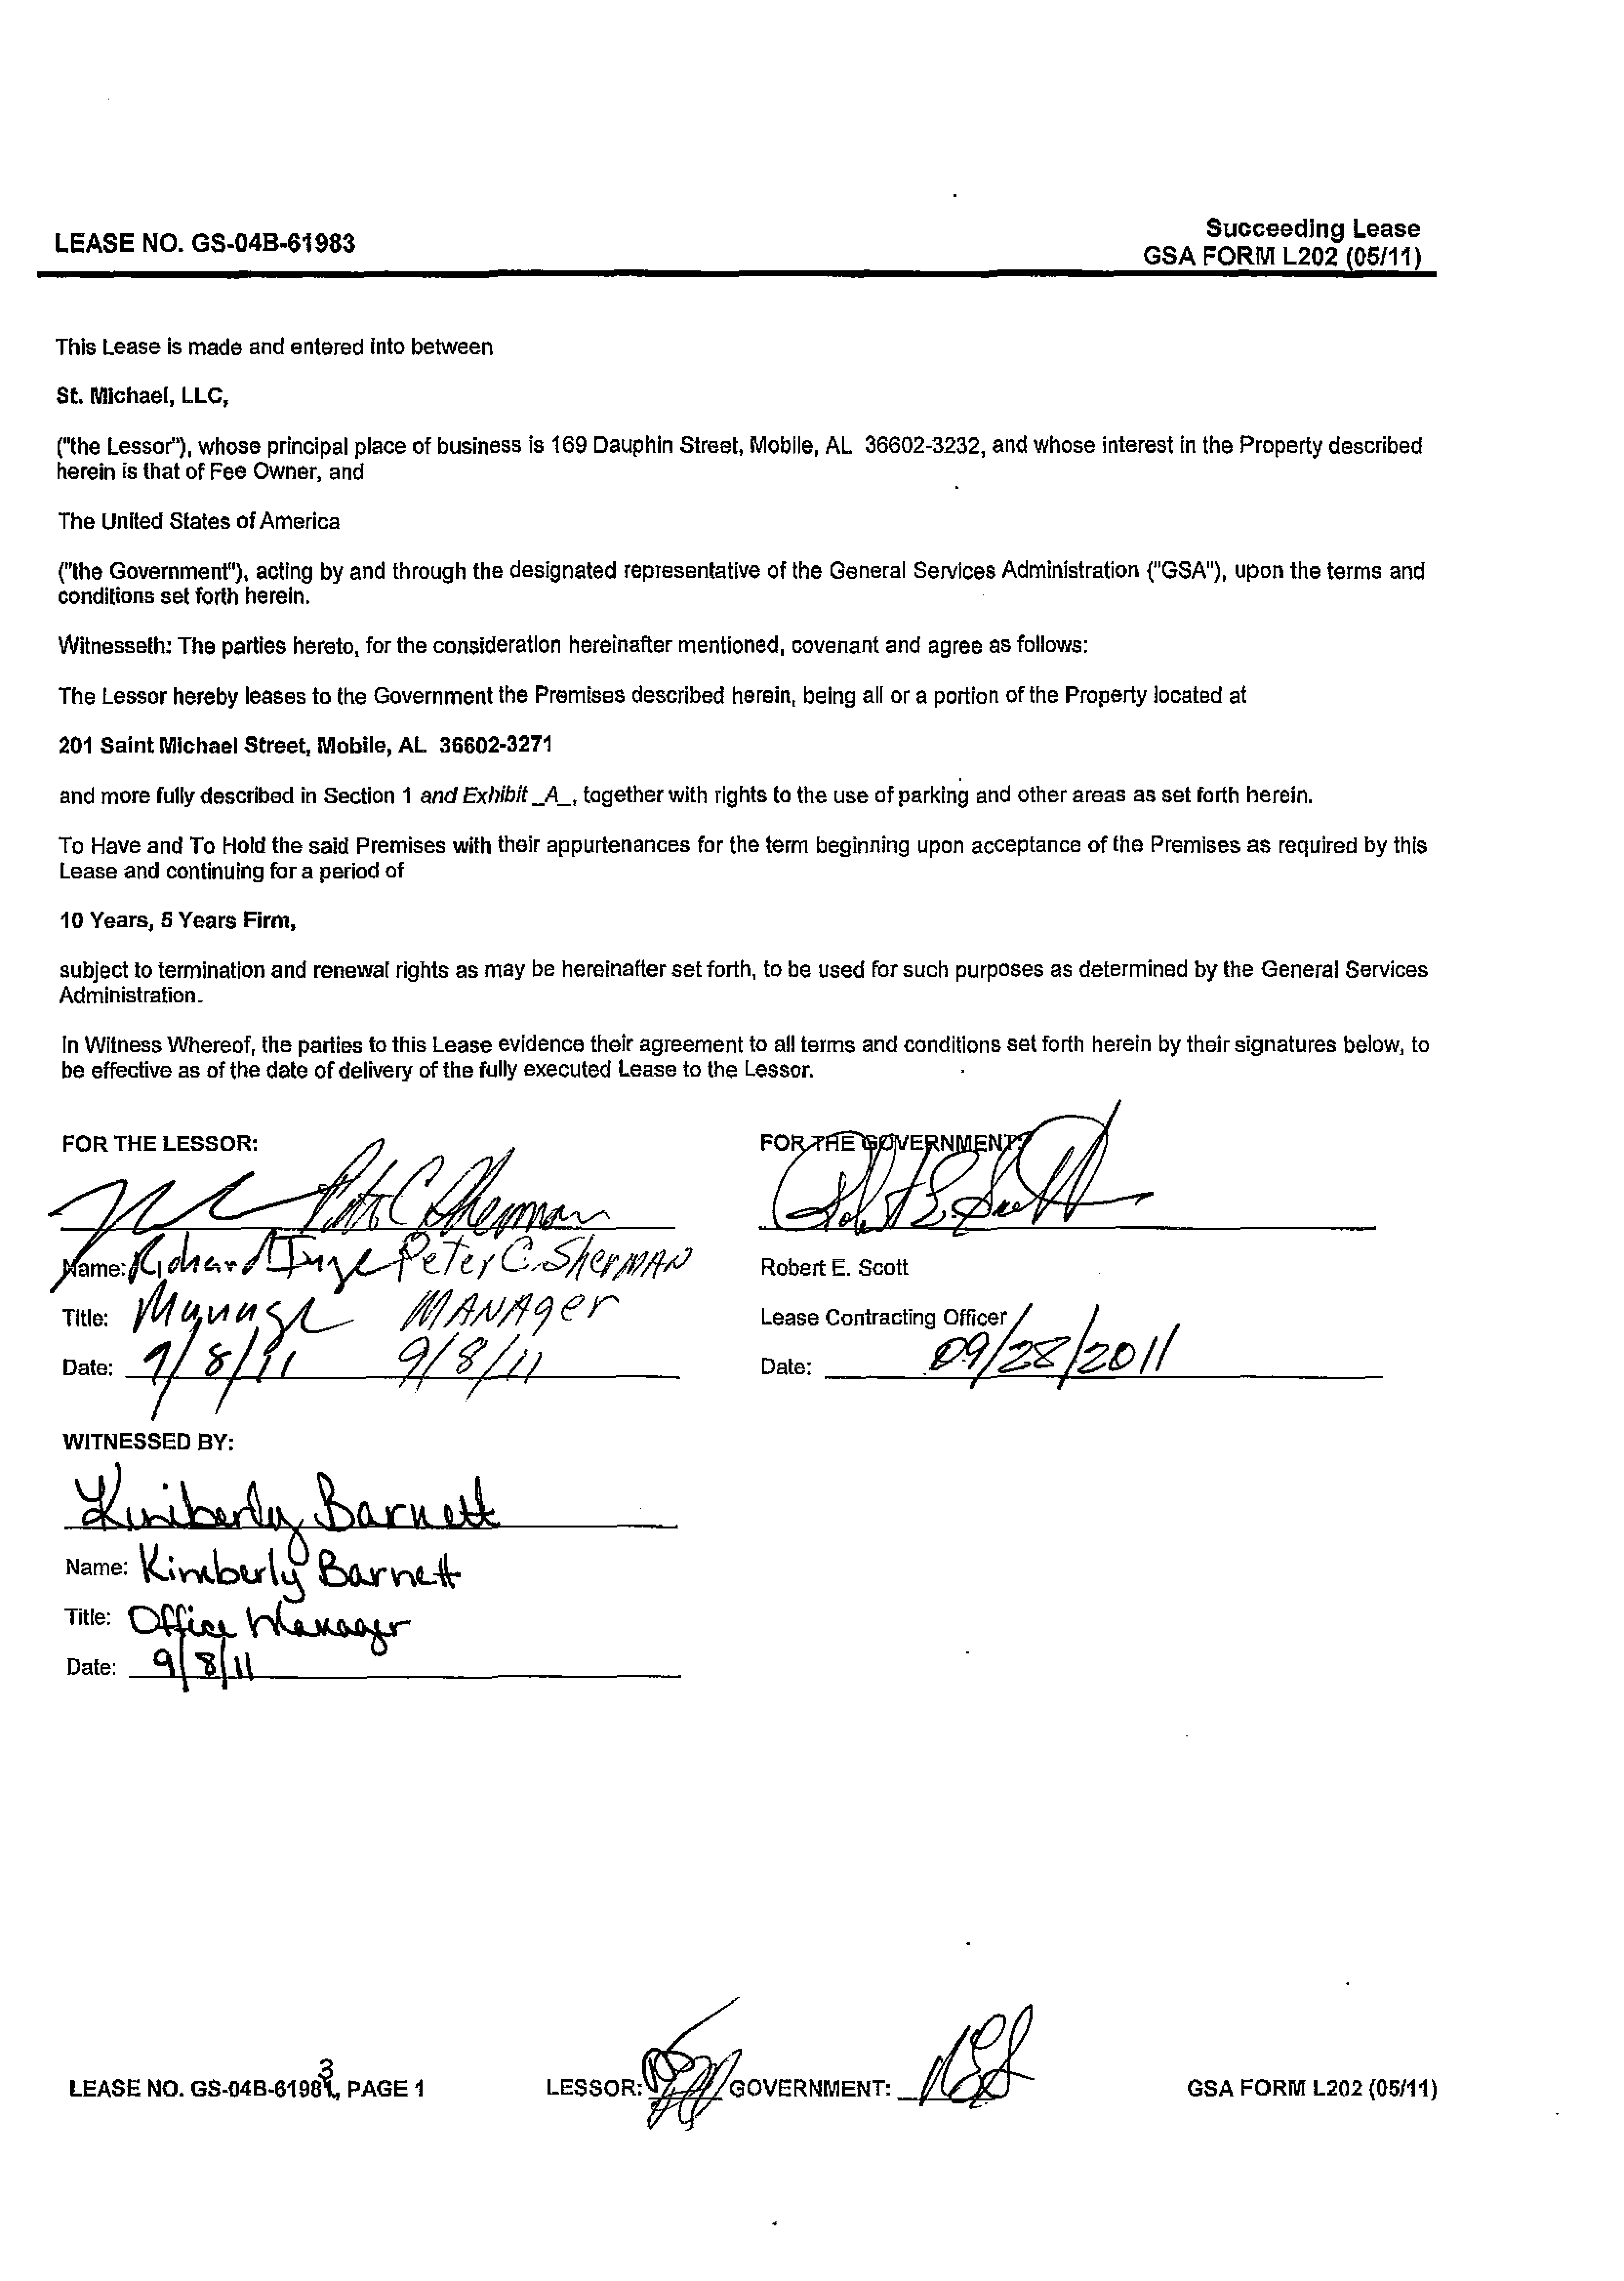 LEASE NO. GS-04B-61983
Succeeding Lease
GSA FORM L202 (05/11)
This Lease is made and entered into between
St. Michael, LLC,
("the Lessor"), whose principal place of business is 169 Dauphin Street, Mobile, AL 36602-3232, and whose interest in the Property described
herein is that of Fee Owner, and
The United States of America
("the Government"), acting by and through the designated representative of the General Services Administration ("GSA"), upon the terms and
conditions set forth herein.
Witnesseth: The parties hereto, for the consideration hereinafter mentioned, covenant and agree as follows:
The Lessor hereby leases to the Government the Premises described herein, being all or a portion of the Property located at
201 Saint Michael Street, Mobile, AL 36602-3271
and more fully described in Section 1 and Exhibit _A_, together with rights to the use of parking and other areas as set forth herein.
To Have and To Hold the said Premises with their appurtenances for the term beginning upon acceptance of the Premises as required by this
Lease and continuing for a period of
10 Years, 5 Years Firm,
subject to termination and renewal rights as may be hereinafter set forth, to be used for such purposes as determined by the General Services
Administration.
In Witness Whereof, the parties to this Lease evidence their agreement to all terms and conditions set forth herein by their signatures below, to
be effective as of the date of delivery of the fully executed Lease to the Lessor.
FOR THE LESSOR:
Peter C. Sherman
Name: Richard Inge Peter C. SherMAN
Title: Manager MANAger
Date: 9/8/11 9/8/11
FOR THE GOVERNMENT:
Robert E. Scott
Robert E. Scott
Lease Contracting Officer
Date: 09/28/2011
WITNESSED BY:
Kimberly Barnett
Name: Kimberly Barnett
Title: Office Manager
Date: 9/8/11
LEASE NO. GS-04B-61983, PAGE 1
LESSOR: GOVERNMENT: RES
GSA FORM L202 (05/11)